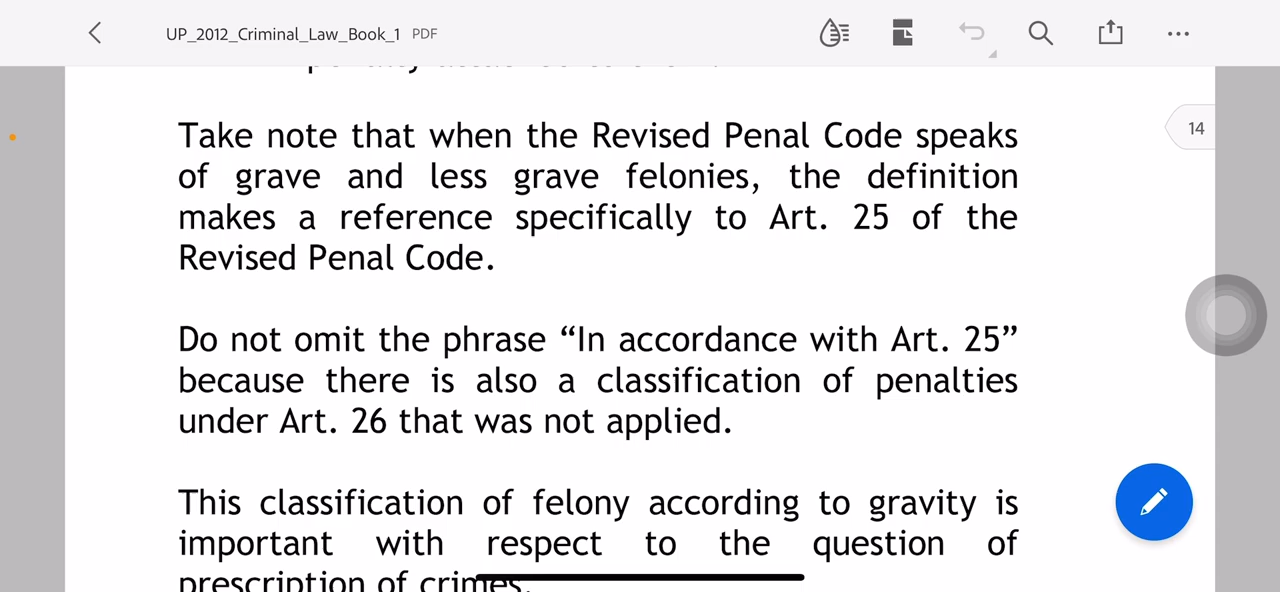 UP_2012_Criminal_Law_Book_1 PDF
14
Take note that when the Revised Penal Code speaks
of grave and less grave felonies, the definition
makes a reference specifically to Art. 25 of the
Revised Penal Code.
Do not omit the phrase “In accordance with Art. 25”
because there is also a classification of penalties
under Art. 26 that was not applied.
This classification of felony according to gravity is
important with respect to the question of
prescription of crimes.